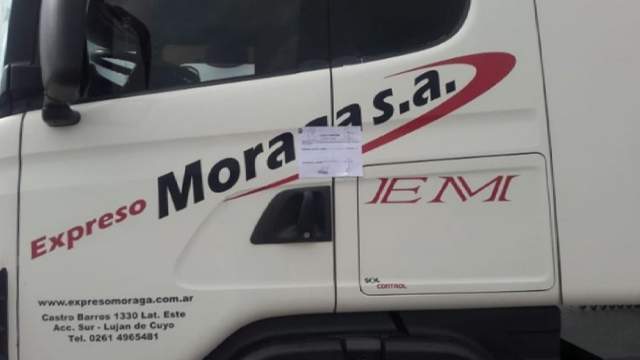 Expreso Moraga s.a.
EM
SOL
CONTROL
www.expresomoraga.com.ar
Castro Barros 1330 Lat. Este
Acc. Sur - Lujan de Cuyo
Tel. 0261 4965481